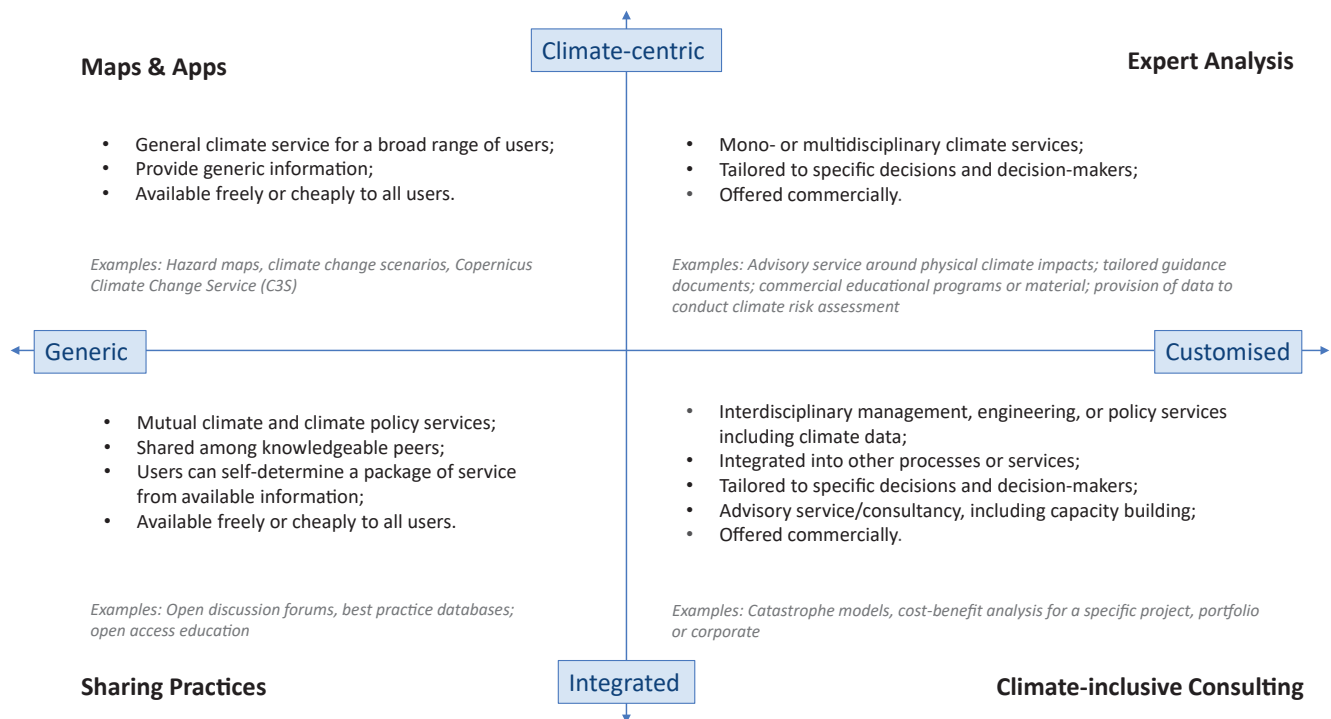 Climate-centric
Maps & Apps
Expert Analysis
• General climate service for a broad range of users;
• Provide generic information;
• Available freely or cheaply to all users.
• Mono- or multidisciplinary climate services;
• Tailored to specific decisions and decision-makers;
• Offered commercially.
Examples: Hazard maps, climate change scenarios, Copernicus
Climate Change Service (C3S)
Examples: Advisory service around physical climate impacts; tailored guidance
documents; commercial educational programs or material; provision of data to
conduct climate risk assessment
Generic
Customised
• Mutual climate and climate policy services;
• Shared among knowledgeable peers;
• Users can self-determine a package of service
from available information;
• Available freely or cheaply to all users.
• Interdisciplinary management, engineering, or policy services
including climate data;
• Integrated into other processes or services;
• Tailored to specific decisions and decision-makers;
• Advisory service/consultancy, including capacity building;
• Offered commercially.
Examples: Open discussion forums, best practice databases;
open access education
Examples: Catastrophe models, cost-benefit analysis for a specific project, portfolio
or corporate
Sharing Practices
Integrated
Climate-inclusive Consulting